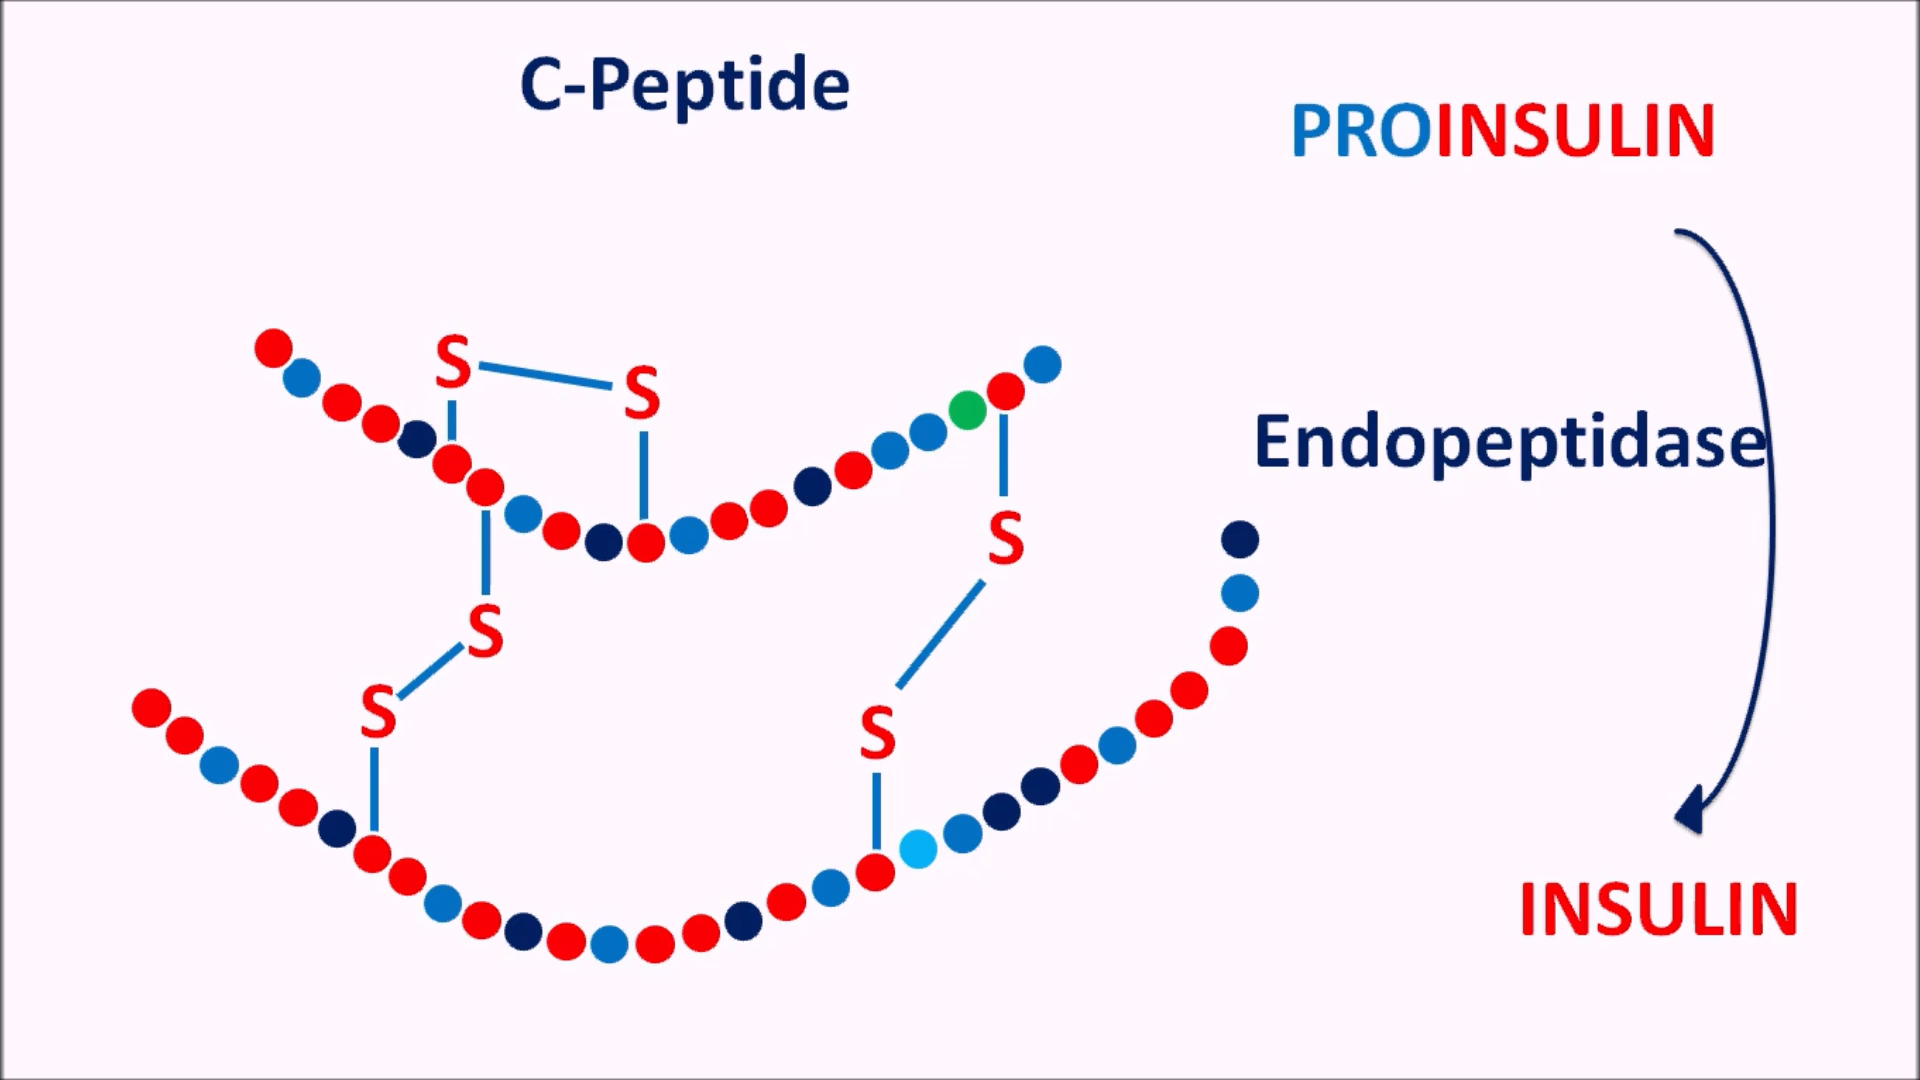 C-Peptide
PROINSULIN
S
S
Endopeptidase
S
S
S
S
INSULIN